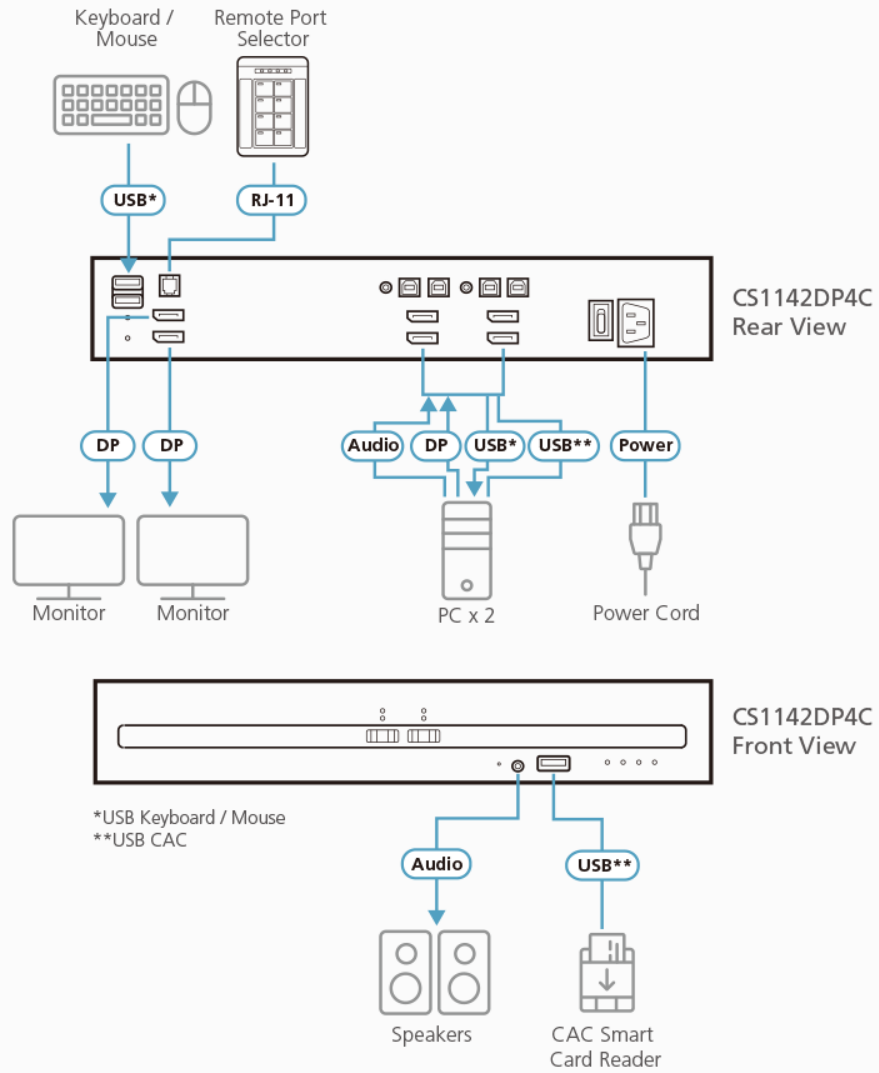 Keyboard /
Mouse
Remote Port
Selector
USB*
RJ-11
CS1142DP4C
Rear View
DP
DP
Audio
DP
USB*
USB**
Power
Monitor
Monitor
PC x 2
Power Cord
CS1142DP4C
Front View
*USB Keyboard / Mouse
**USB CAC
Audio
USB**
Speakers
CAC Smart
Card Reader